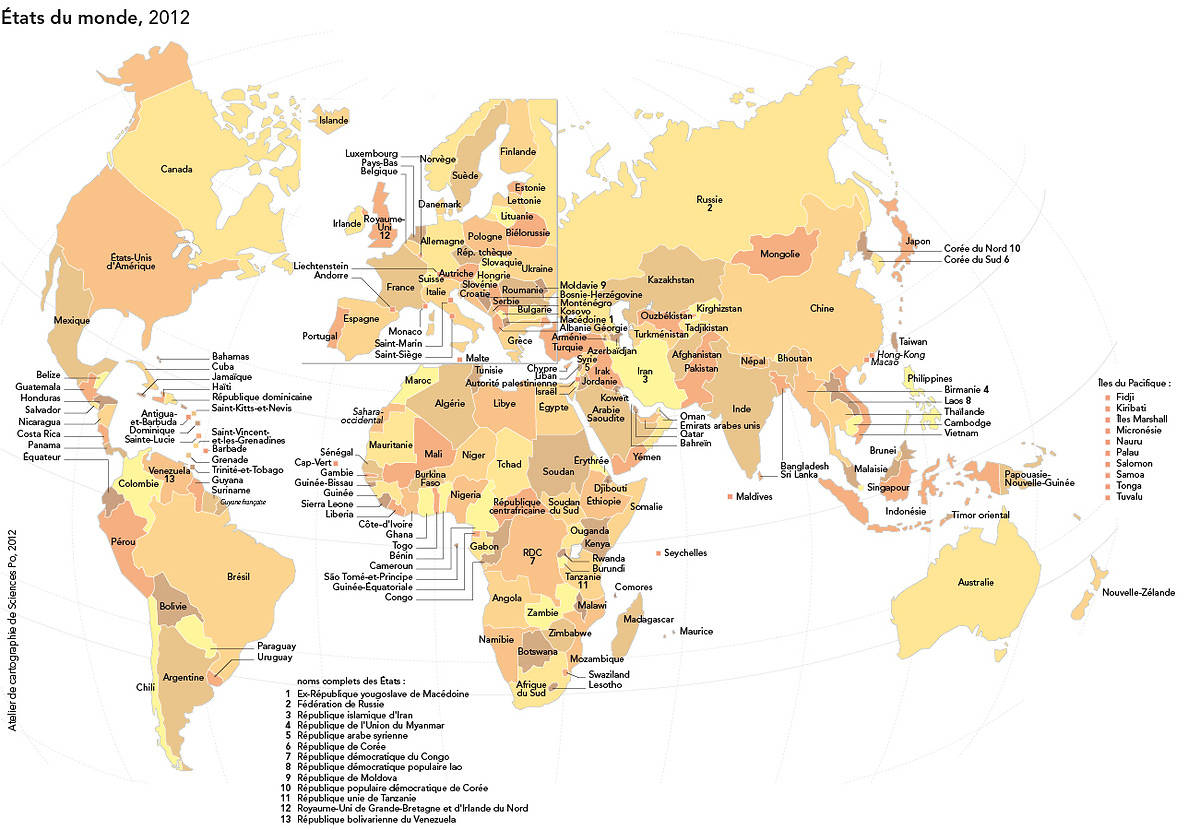 États du monde, 2012
Canada
États-Unis
d'Amérique
Mexique
Islande
Luxembourg
Pays-Bas
Belgique
Norvège
Suède
Finlande
Estonie
Lettonie
Lituanie
Danemark
Irlande
Royaume-
Uni
12
Allemagne
Pologne
Biélorussie
Rép. tchèque
Slovaquie
Ukraine
Liechtenstein
Andorre
Autriche
Hongrie
Suisse
Slovénie
France
Italie
Croatie
Roumanie
Serbie
Bulgarie
Espagne
Portugal
Monaco
Saint-Marin
Saint-Siège
Grèce
Malte
Moldavie 9
Bosnie-Herzégovine
Monténégro
Kosovo
Macédoine 1
Albanie
Géorgie
Arménie
Turquie
Azerbaïdjan
Russie
2
Kazakhstan
Mongolie
Chine
Japon
Corée du Nord 10
Corée du Sud 6
Ouzbékistan
Kirghizstan
Turkménistan
Tadjikistan
Afghanistan
Pakistan
Iran
3
Syrie
5
Chypre
Liban
Autorité palestinienne
Israël
Irak
Jordanie
Koweït
Arabie
Saoudite
Oman
Émirats arabes unis
Qatar
Bahreïn
Yémen
Népal
Bhoutan
Inde
Bangladesh
Sri Lanka
Maldives
Taiwan
Hong-Kong
Macao
Philippines
Birmanie 4
Laos 8
Thaïlande
Cambodge
Vietnam
Brunei
Malaisie
Singapour
Indonésie
Timor oriental
Papouasie-
Nouvelle-Guinée
Îles du Pacifique :
Fidji
Kiribati
Îles Marshall
Micronésie
Nauru
Palau
Salomon
Samoa
Tonga
Tuvalu
Australie
Nouvelle-Zélande
Bahamas
Cuba
Jamaïque
Haïti
République dominicaine
Saint-Kitts-et-Nevis
Belize
Guatemala
Honduras
Salvador
Nicaragua
Costa Rica
Panama
Équateur
Antigua-
et-Barbuda
Dominique
Sainte-Lucie
Saint-Vincent-
et-les-Grenadines
Barbade
Grenade
Trinité-et-Tobago
Guyana
Suriname
Guyane française
Venezuela
13
Colombie
Pérou
Brésil
Bolivie
Paraguay
Uruguay
Argentine
Chili
Maroc
Tunisie
Algérie
Libye
Égypte
Sahara-
occidental
Mauritanie
Mali
Niger
Tchad
Soudan
Érythrée
Djibouti
Éthiopie
Somalie
Sénégal
Cap-Vert
Gambie
Guinée-Bissau
Guinée
Sierra Leone
Liberia
Burkina
Faso
Nigeria
République
centrafricaine
Soudan
du Sud
Côte-d'Ivoire
Ghana
Togo
Bénin
Cameroun
São Tomé-et-Principe
Guinée-Équatoriale
Congo
Gabon
RDC
7
Ouganda
Kenya
Rwanda
Burundi
Tanzanie
11
Seychelles
Comores
Angola
Zambie
Malawi
Madagascar
Maurice
Zimbabwe
Namibie
Botswana
Mozambique
Swaziland
Lesotho
Afrique
du Sud
noms complets des États :
1 Ex-République yougoslave de Macédoine
2 Fédération de Russie
3 République islamique d'Iran
4 République de l'Union du Myanmar
5 République arabe syrienne
6 République de Corée
7 République démocratique du Congo
8 République démocratique populaire lao
9 République de Moldova
10 République populaire démocratique de Corée
11 République unie de Tanzanie
12 Royaume-Uni de Grande-Bretagne et d'Irlande du Nord
13 République bolivarienne du Venezuela
Atelier de cartographie de Sciences Po, 2012